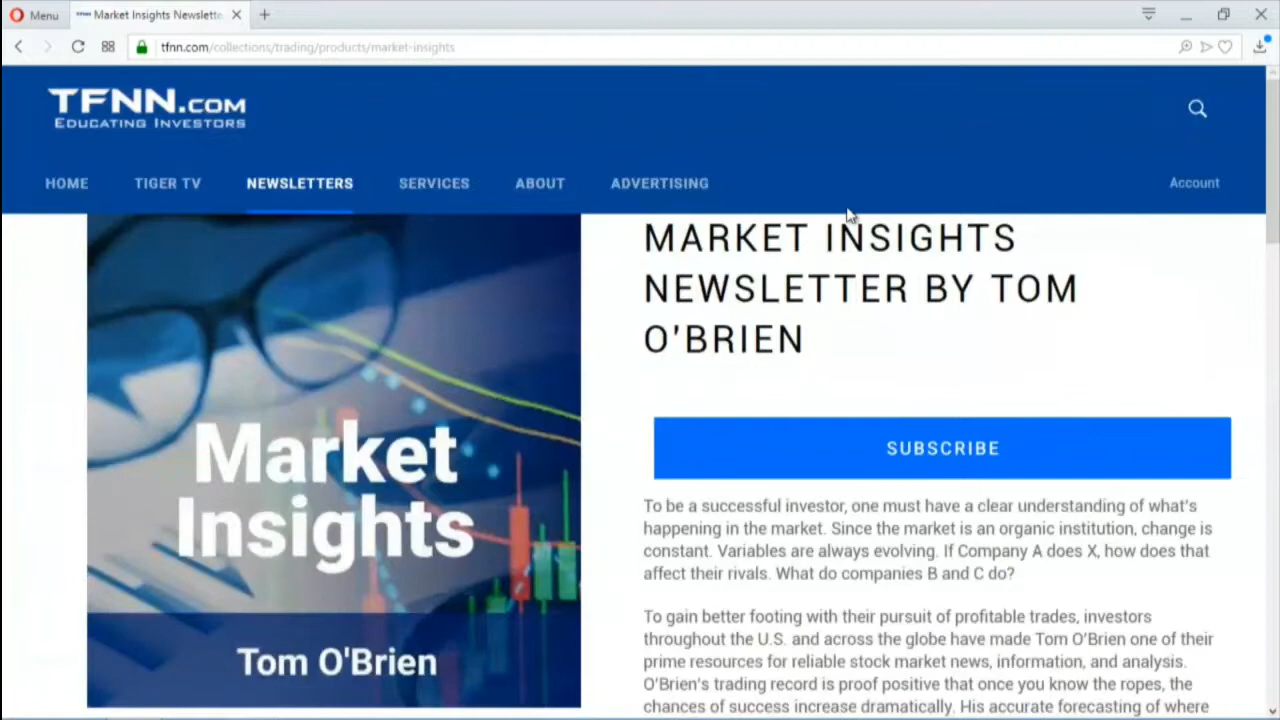 Menu
Market Insights Newslette
tfnn.com/collections/trading/products/market-insights
TFNN.COM
EDUCATING INVESTORS
HOME TIGER TV NEWSLETTERS SERVICES ABOUT ADVERTISING Account
Market
Insights
Tom O'Brien
MARKET INSIGHTS
NEWSLETTER BY TOM
O'BRIEN
SUBSCRIBE
To be a successful investor, one must have a clear understanding of what's
happening in the market. Since the market is an organic institution, change is
constant. Variables are always evolving. If Company A does X, how does that
affect their rivals. What do companies B and C do?
To gain better footing with their pursuit of profitable trades, investors
throughout the U.S. and across the globe have made Tom O'Brien one of their
prime resources for reliable stock market news, information, and analysis.
O'Brien's trading record is proof positive that once you know the ropes, the
chances of success increase dramatically. His accurate forecasting of where